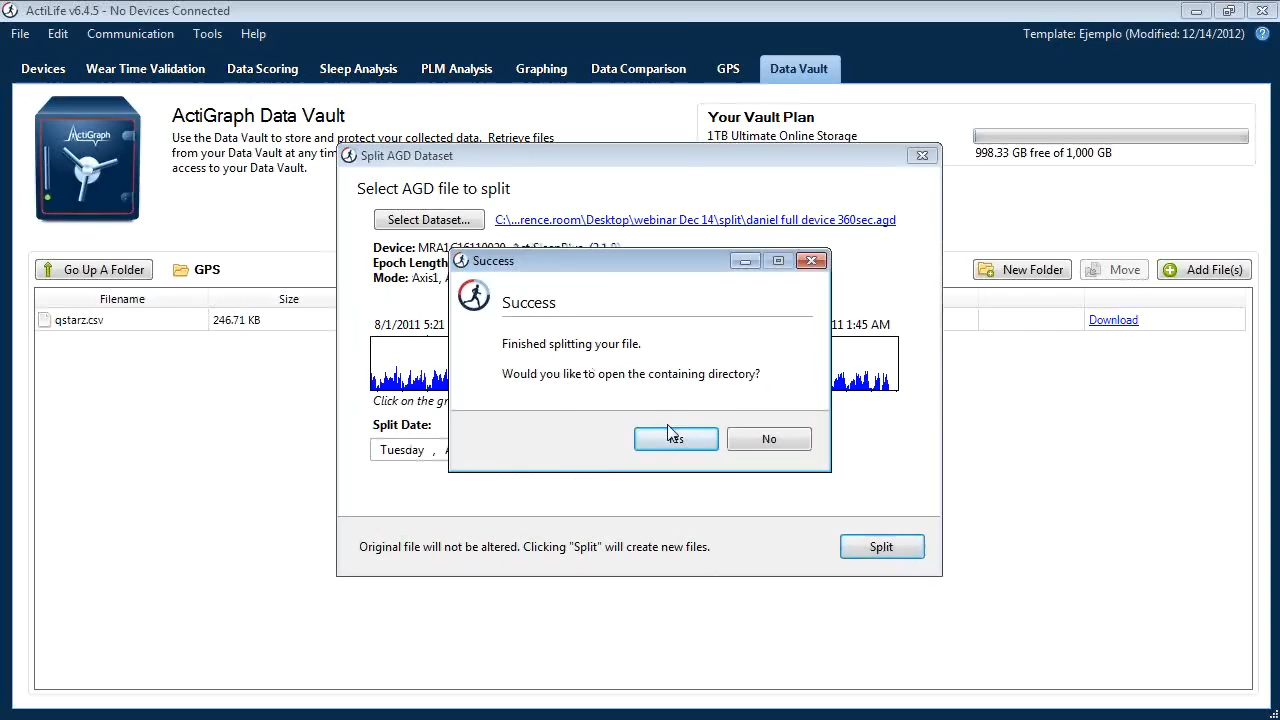 ActiLife v6.4.5 - No Devices Connected
File Edit Communication Tools Help Template: Ejemplo (Modified: 12/14/2012)
Devices Wear Time Validation Data Scoring Sleep Analysis PLM Analysis Graphing Data Comparison GPS Data Vault
ActiGraph
ActiGraph Data Vault
Use the Data Vault to store and protect your collected data. Retrieve files
from your Data Vault at any tim
access to your Data Vault.
Your Vault Plan
1TB Ultimate Online Storage
998.33 GB free of 1,000 GB
Split AGD Dataset
Select AGD file to split
Select Dataset... C:\...rence.room\Desktop\webinar Dec 14\split\daniel full device 360sec.agd
Device:
Epoch Length
Mode: Axis1, A
Go Up A Folder GPS New Folder Move Add File(s)
Filename Size
qstarz.csv 246.71 KB Download
8/1/2011 5:21 11 1:45 AM
Click on the gr
Split Date:
Tuesday ,
Success
Success
Finished splitting your file.
Would you like to open the containing directory?
Yes No
Original file will not be altered. Clicking "Split" will create new files. Split